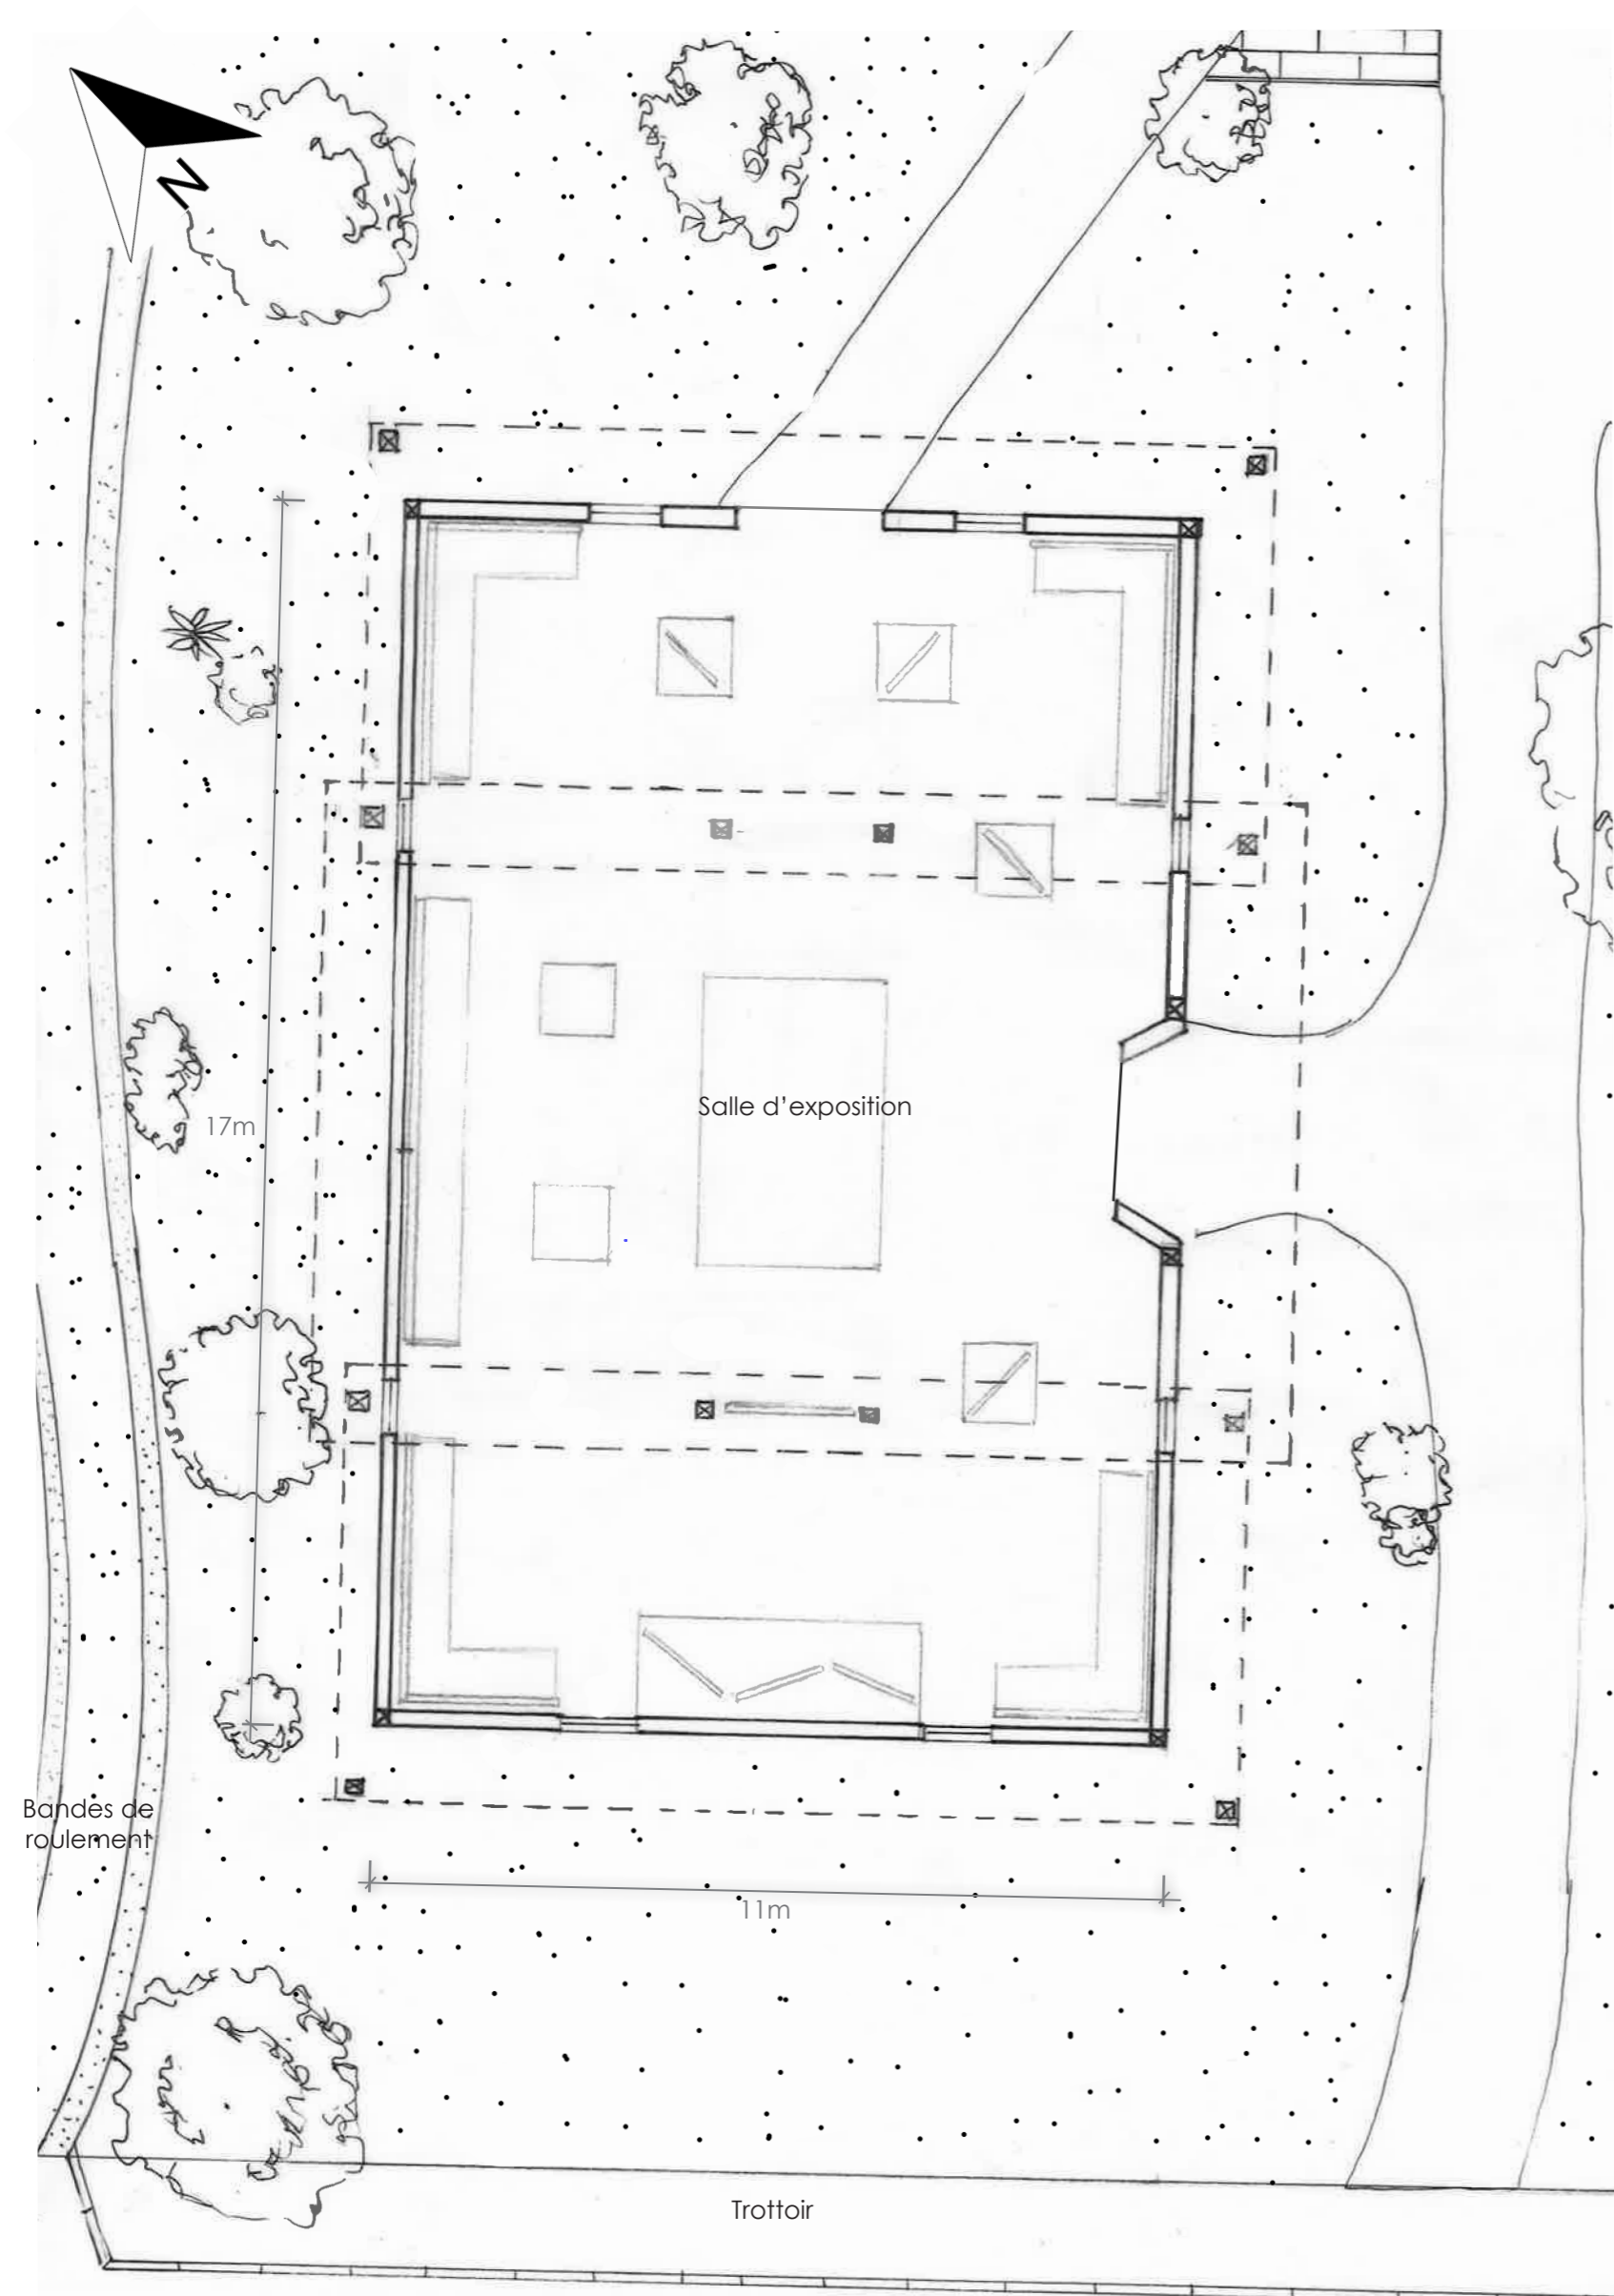 N
17m
Salle d'exposition
Bandes de
roulement
11m
Trottoir